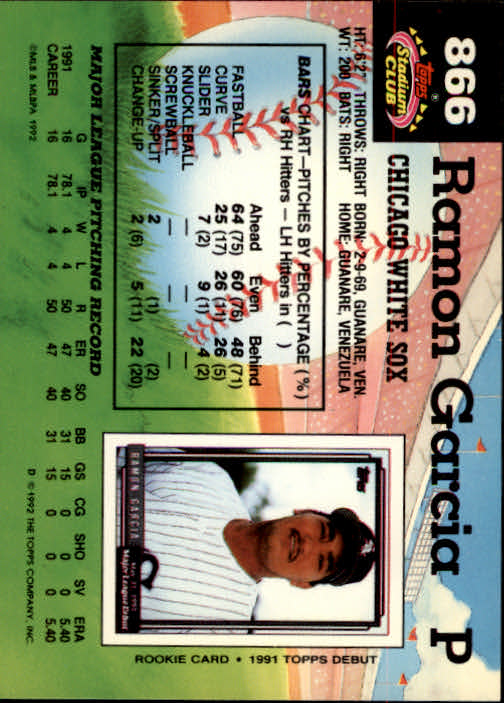 866
Topps®
Stadium
CLUB
Ramon Garcia P
CHICAGO WHITE SOX
HT: 6'2" THROWS: RIGHT BORN: 2-9-69, GUANARE, VEN.
WT: 200 BATS: RIGHT HOME: GUANARE, VENEZUELA
BARS CHART—PITCHES BY PERCENTAGE (%)
vs RH Hitters — LH Hitters in ( )
Ahead Even Behind
FASTBALL 64 (75) 60 (76) 48 (71)
CURVE 25 (17) 26 (11) 26 (5)
SLIDER 7 (2) 9 (1) 4 (2)
KNUCKLEBALL — — —
SCREWBALL — — —
SINKER/SPLIT 2 (1) (2)
CHANGE-UP 2 (6) 5 (11) 22 (20)
MAJOR LEAGUE PITCHING RECORD
G IP W L R ER SO BB GS CG SHO SV ERA
1991 16 78.1 4 4 50 47 40 31 15 0 0 0 5.40
CAREER 16 78.1 4 4 50 47 40 31 15 0 0 0 5.40
©MLB & MLBPA 1992
D ©1992 THE TOPPS COMPANY, INC.
Topps
RAMON GARCIA
May 31, 1991
Major League Debut
ROOKIE CARD • 1991 TOPPS DEBUT